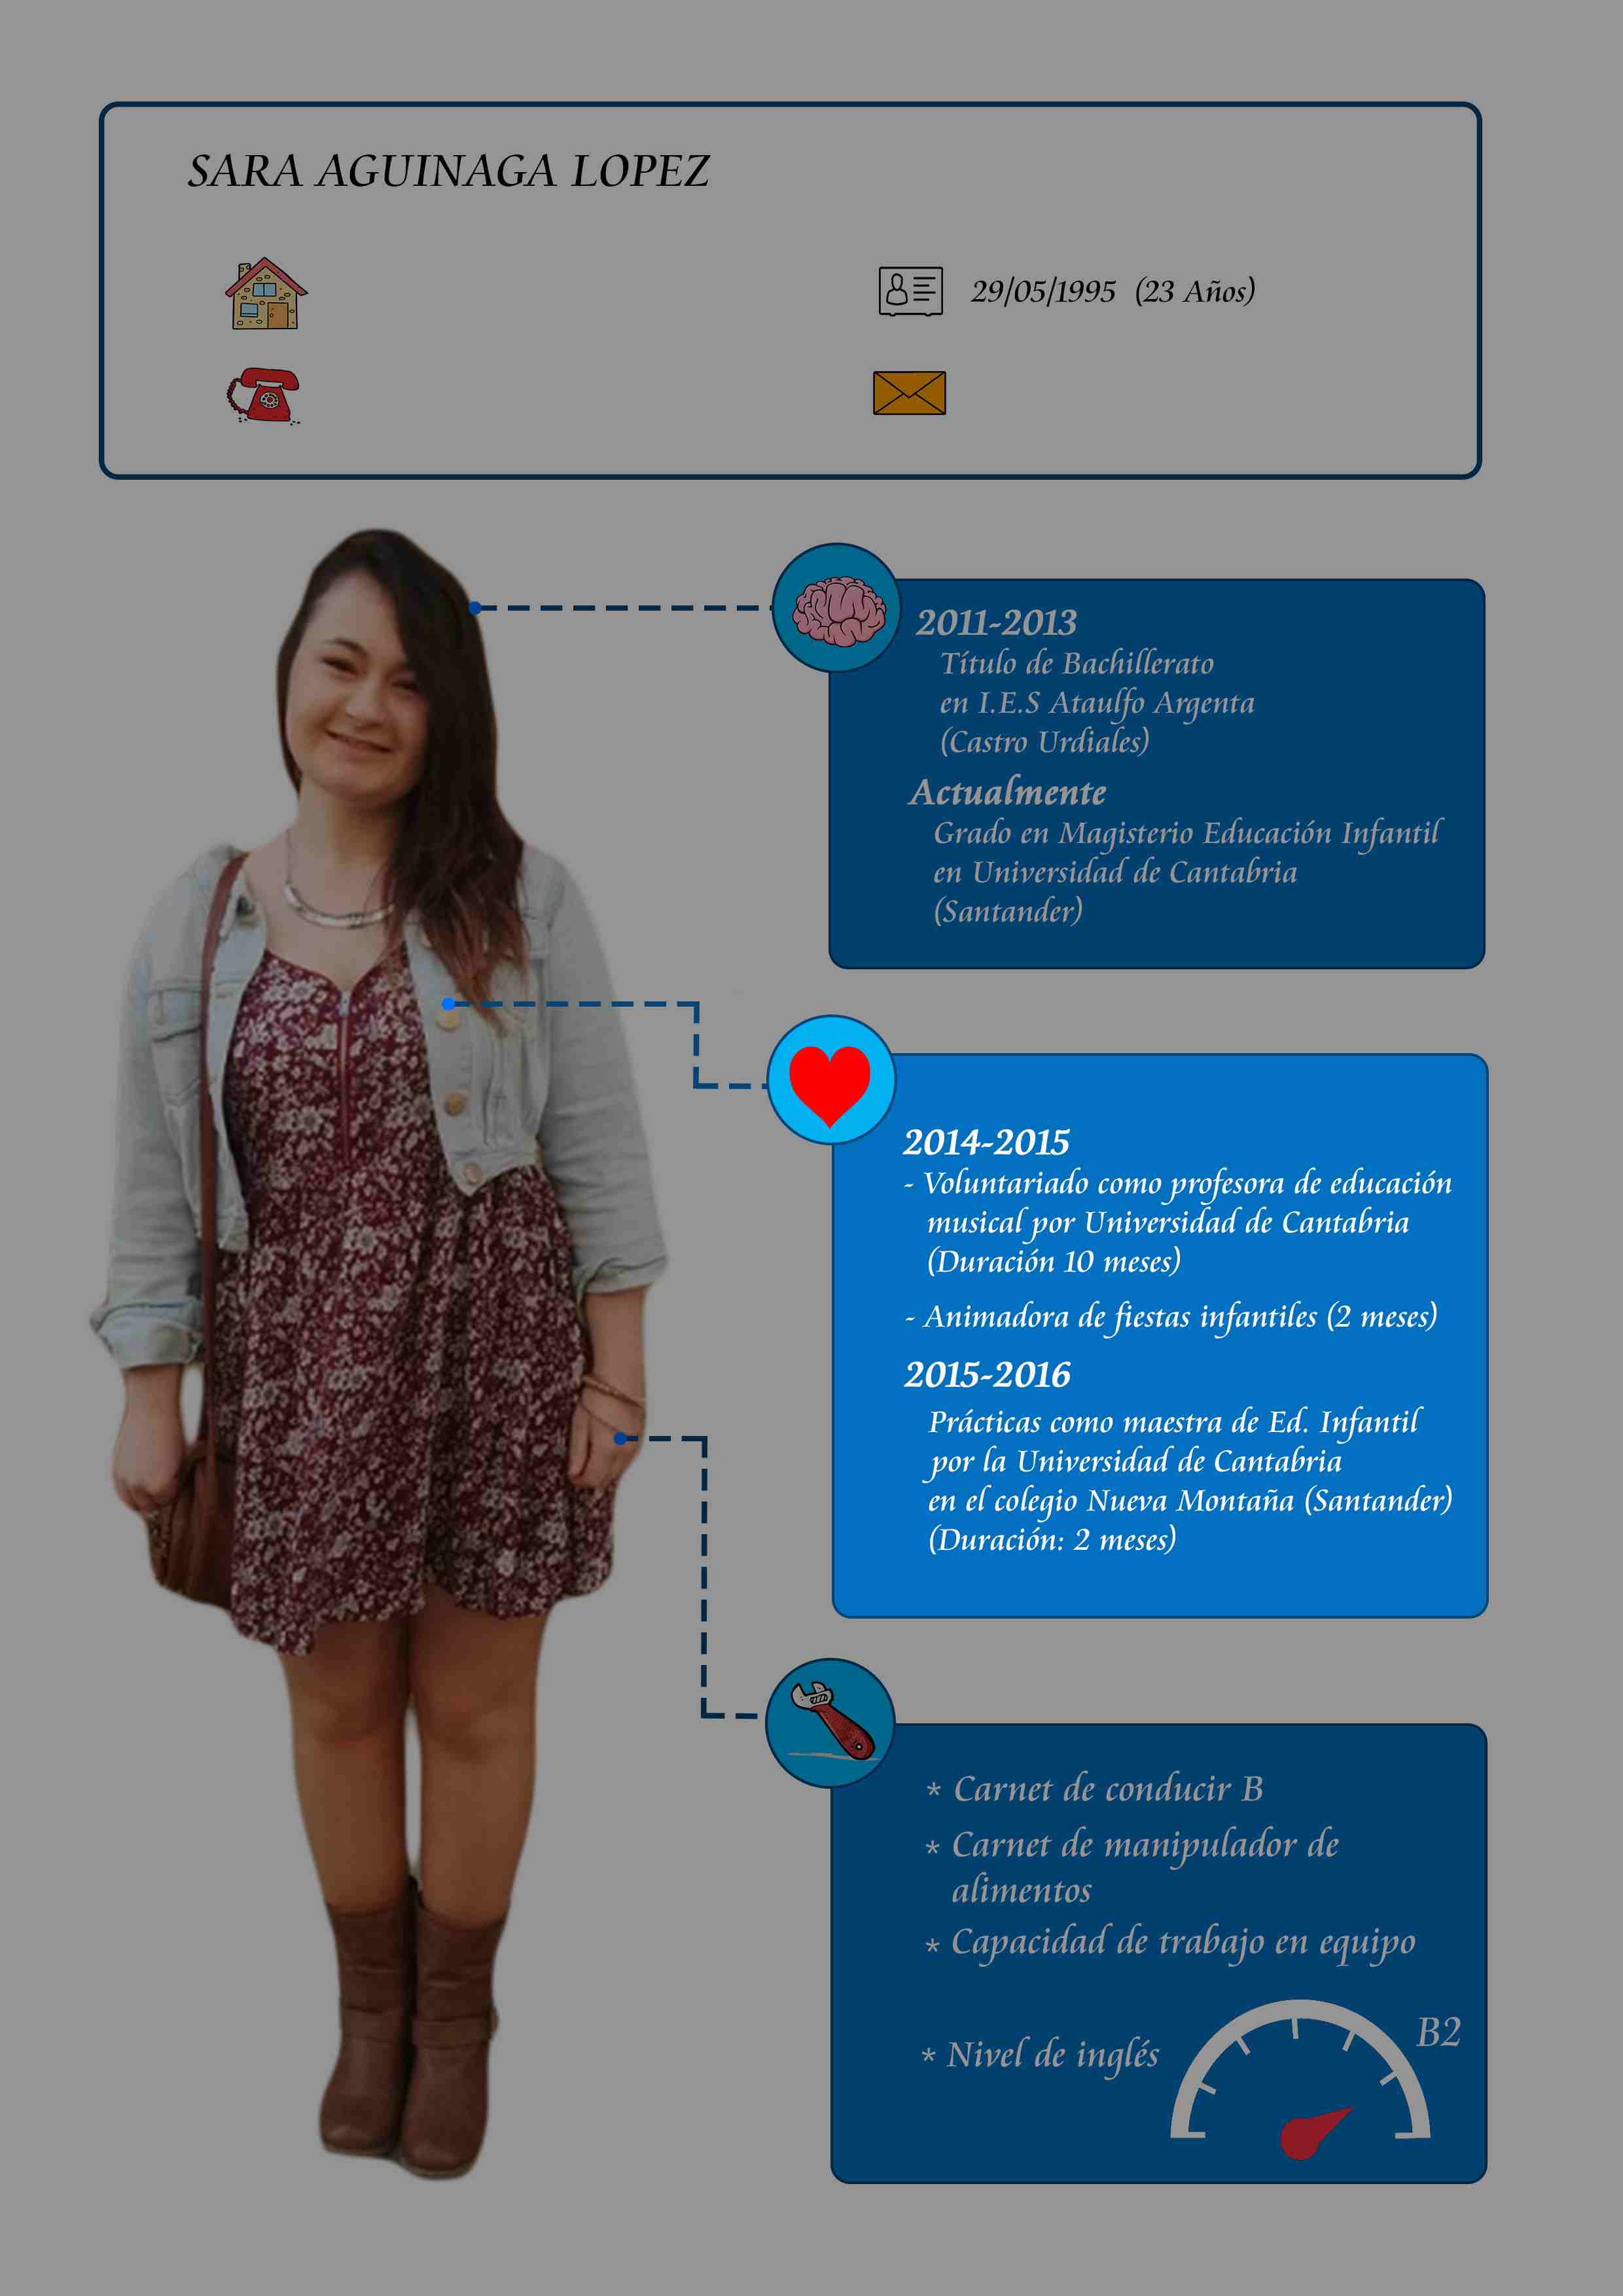 SARA AGUINAGA LOPEZ
29/05/1995 (23 Años)
2011-2013
Título de Bachillerato
en I.E.S Ataulfo Argenta
(Castro Urdiales)
Actualmente
Grado en Magisterio Educación Infantil
en Universidad de Cantabria
(Santander)
2014-2015
- Voluntariado como profesora de educación
musical por Universidad de Cantabria
(Duración 10 meses)
- Animadora de fiestas infantiles (2 meses)
2015-2016
Prácticas como maestra de Ed. Infantil
por la Universidad de Cantabria
en el colegio Nueva Montaña (Santander)
(Duración: 2 meses)
* Carnet de conducir B
* Carnet de manipulador de
alimentos
* Capacidad de trabajo en equipo
* Nivel de inglés B2